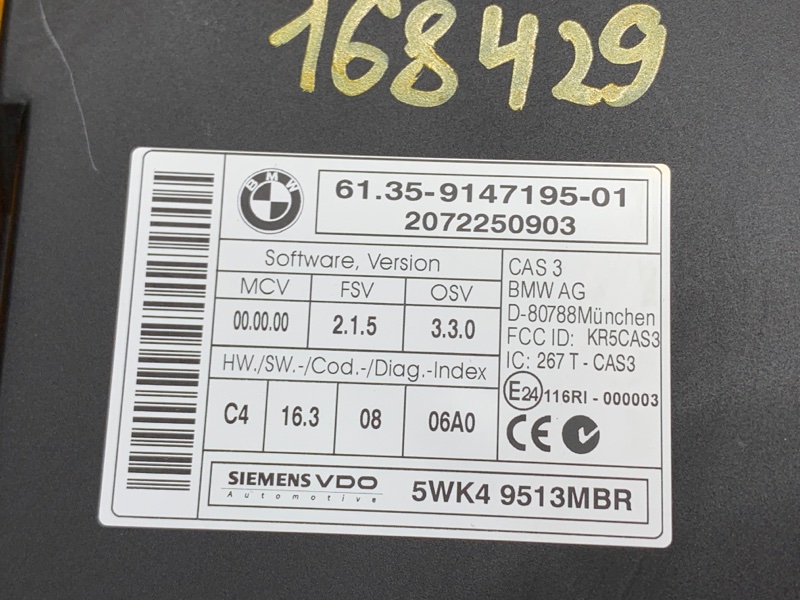 168429
BMW
61.35-9147195-01
2072250903
Software, Version
MCV FSV OSV
00.00.00 2.1.5 3.3.0
HW./SW.-/Cod.-/Diag.-Index
C4 16.3 08 06A0
CAS 3
BMW AG
D-80788München
FCC ID: KR5CAS3
IC: 267 T - CAS3
E24 116RI - 000003
CE
SIEMENS VDO
Automotive
5WK4 9513MBR